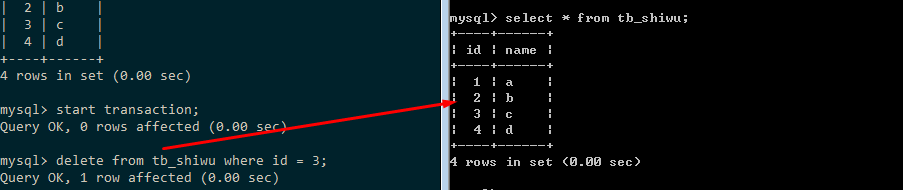 |  2 | b    |
|  3 | c    |
|  4 | d    |
+----+------+
4 rows in set (0.00 sec)
mysql> start transaction;
Query OK, 0 rows affected (0.00 sec)
mysql> delete from tb_shiwu where id = 3;
Query OK, 1 row affected (0.00 sec)
mysql> select * from tb_shiwu;
+----+------+
| id | name |
+----+------+
|  1 | a    |
|  2 | b    |
|  3 | c    |
|  4 | d    |
+----+------+
4 rows in set (0.00 sec)